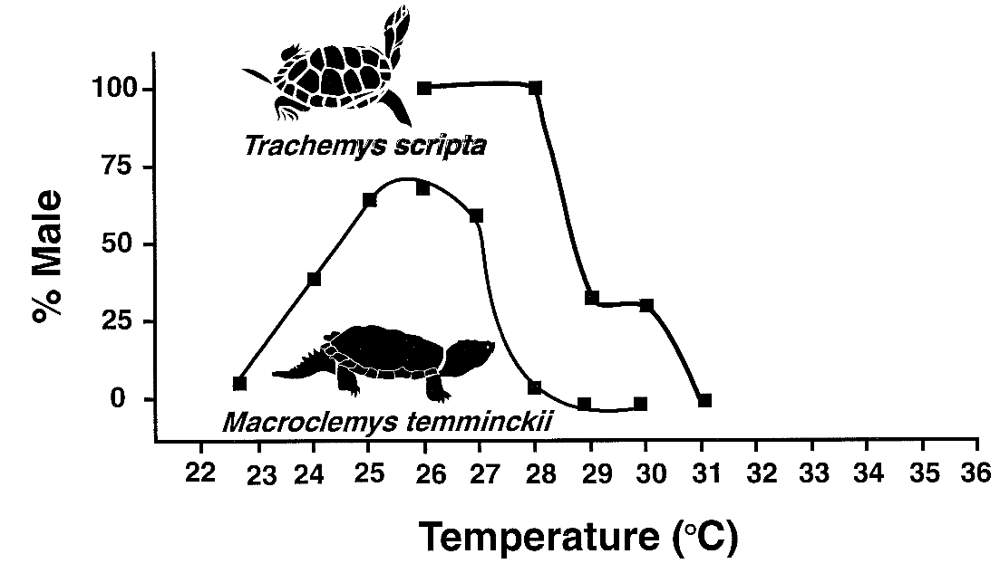 100
75
50
25
0
% Male
Trachemys scripta
Macroclemys temminckii
22 23 24 25 26 27 28 29 30 31 32 33 34 35 36
Temperature (°C)